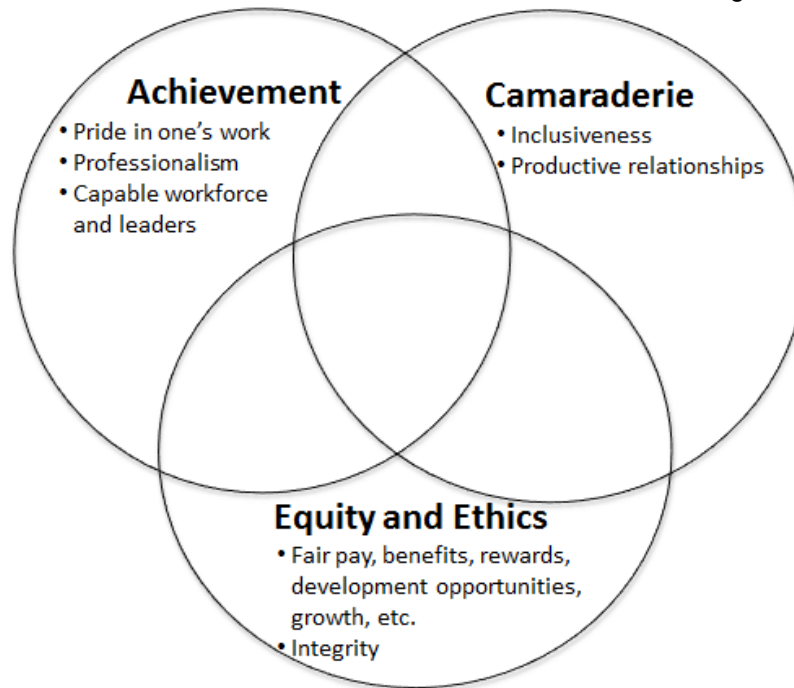 Achievement
• Pride in one's work
• Professionalism
• Capable workforce
and leaders
Camaraderie
• Inclusiveness
• Productive relationships
Equity and Ethics
• Fair pay, benefits, rewards,
development opportunities,
growth, etc.
• Integrity